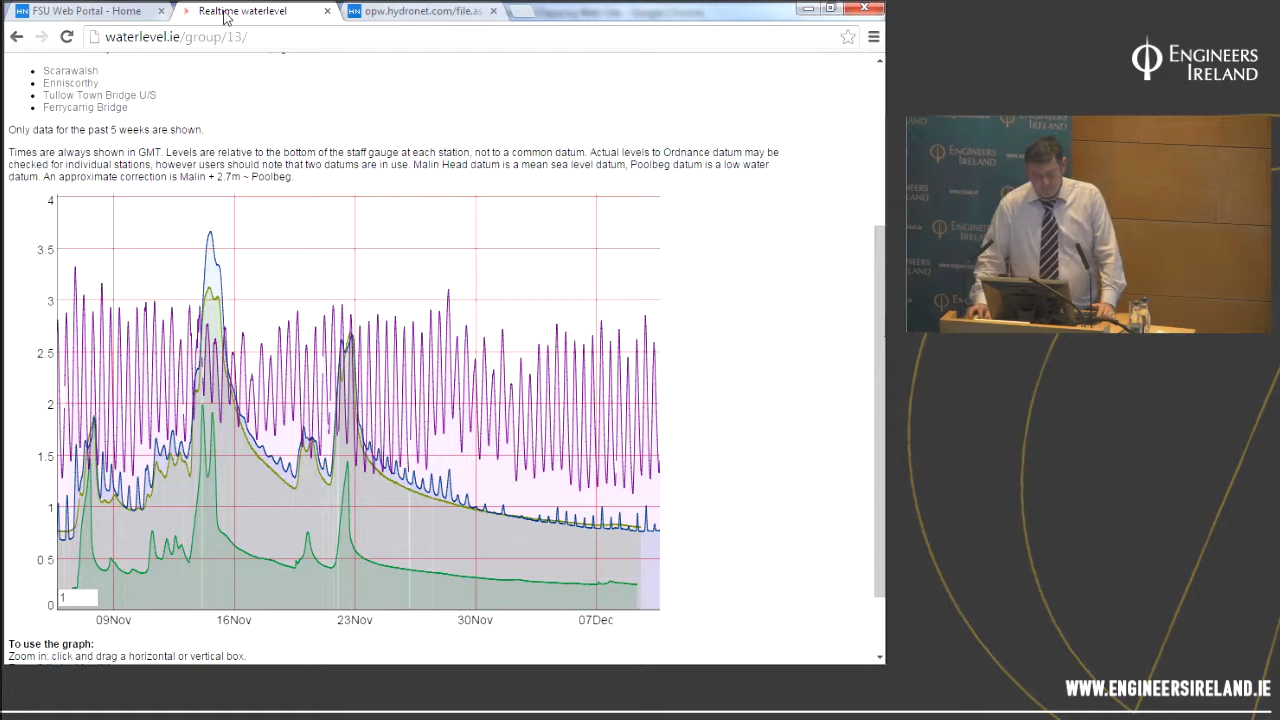 FSU Web Portal - Home
Realtime waterlevel
opw.hydronet.com/file.as
waterlevel.ie/group/13/
Scarawalsh
Enniscorthy
Tullow Town Bridge U/S
Ferrycarrig Bridge
Only data for the past 5 weeks are shown.
Times are always shown in GMT. Levels are relative to the bottom of the staff gauge at each station, not to a common datum. Actual levels to Ordnance datum may be
checked for individual stations, however users should note that two datums are in use. Malin Head datum is a mean sea level datum, Poolbeg datum is a low water
datum. An approximate correction is Malin + 2.7m ~ Poolbeg.
4
3.5
3
2.5
2
1.5
1
0.5
0
1
09Nov
16Nov
23Nov
30Nov
07Dec
To use the graph:
Zoom in: click and drag a horizontal or vertical box.
ENGINEERS
IRELAND
ENGINEERS
IRELAND
WWW.ENGINEERSIRELAND.IE